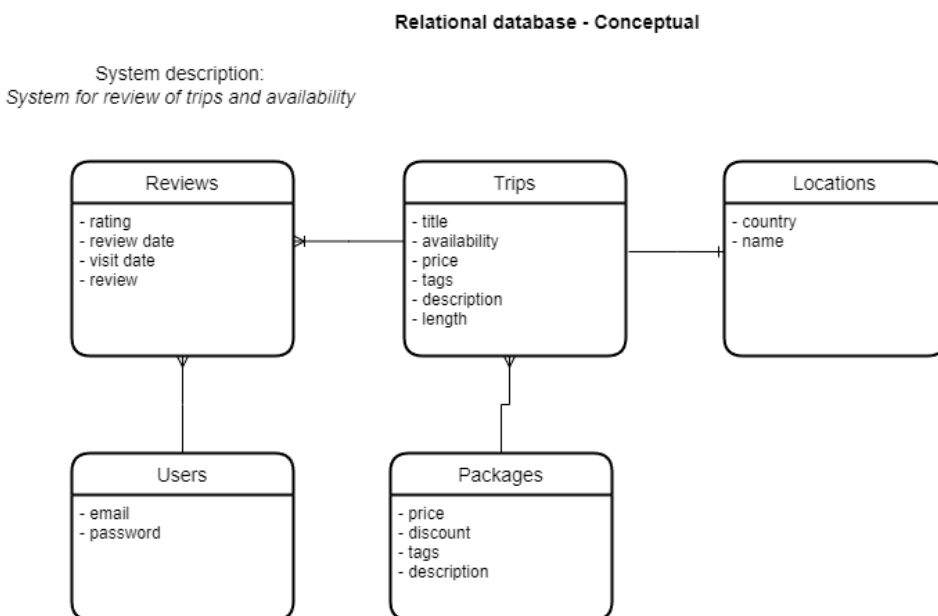 Relational database - Conceptual
System description:
System for review of trips and availability
Reviews
- rating
- review date
- visit date
- review
Trips
- title
- availability
- price
- tags
- description
- length
Locations
- country
- name
Users
- email
- password
Packages
- price
- discount
- tags
- description